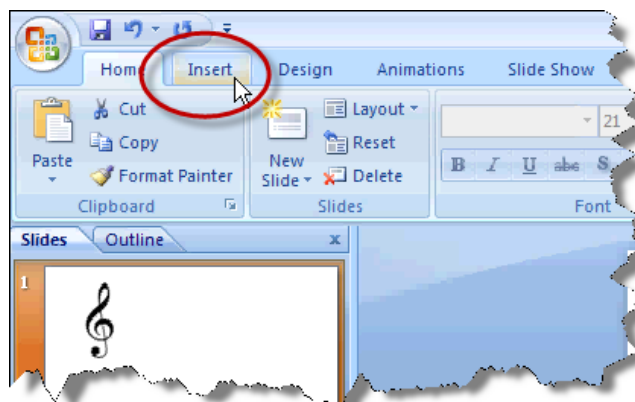 Home Insert Design Animations Slide Show
Cut Layout 21
Copy Reset
Paste Format Painter New Slide Delete
B I U abc S
Clipboard Slides Font
Slides Outline x
1